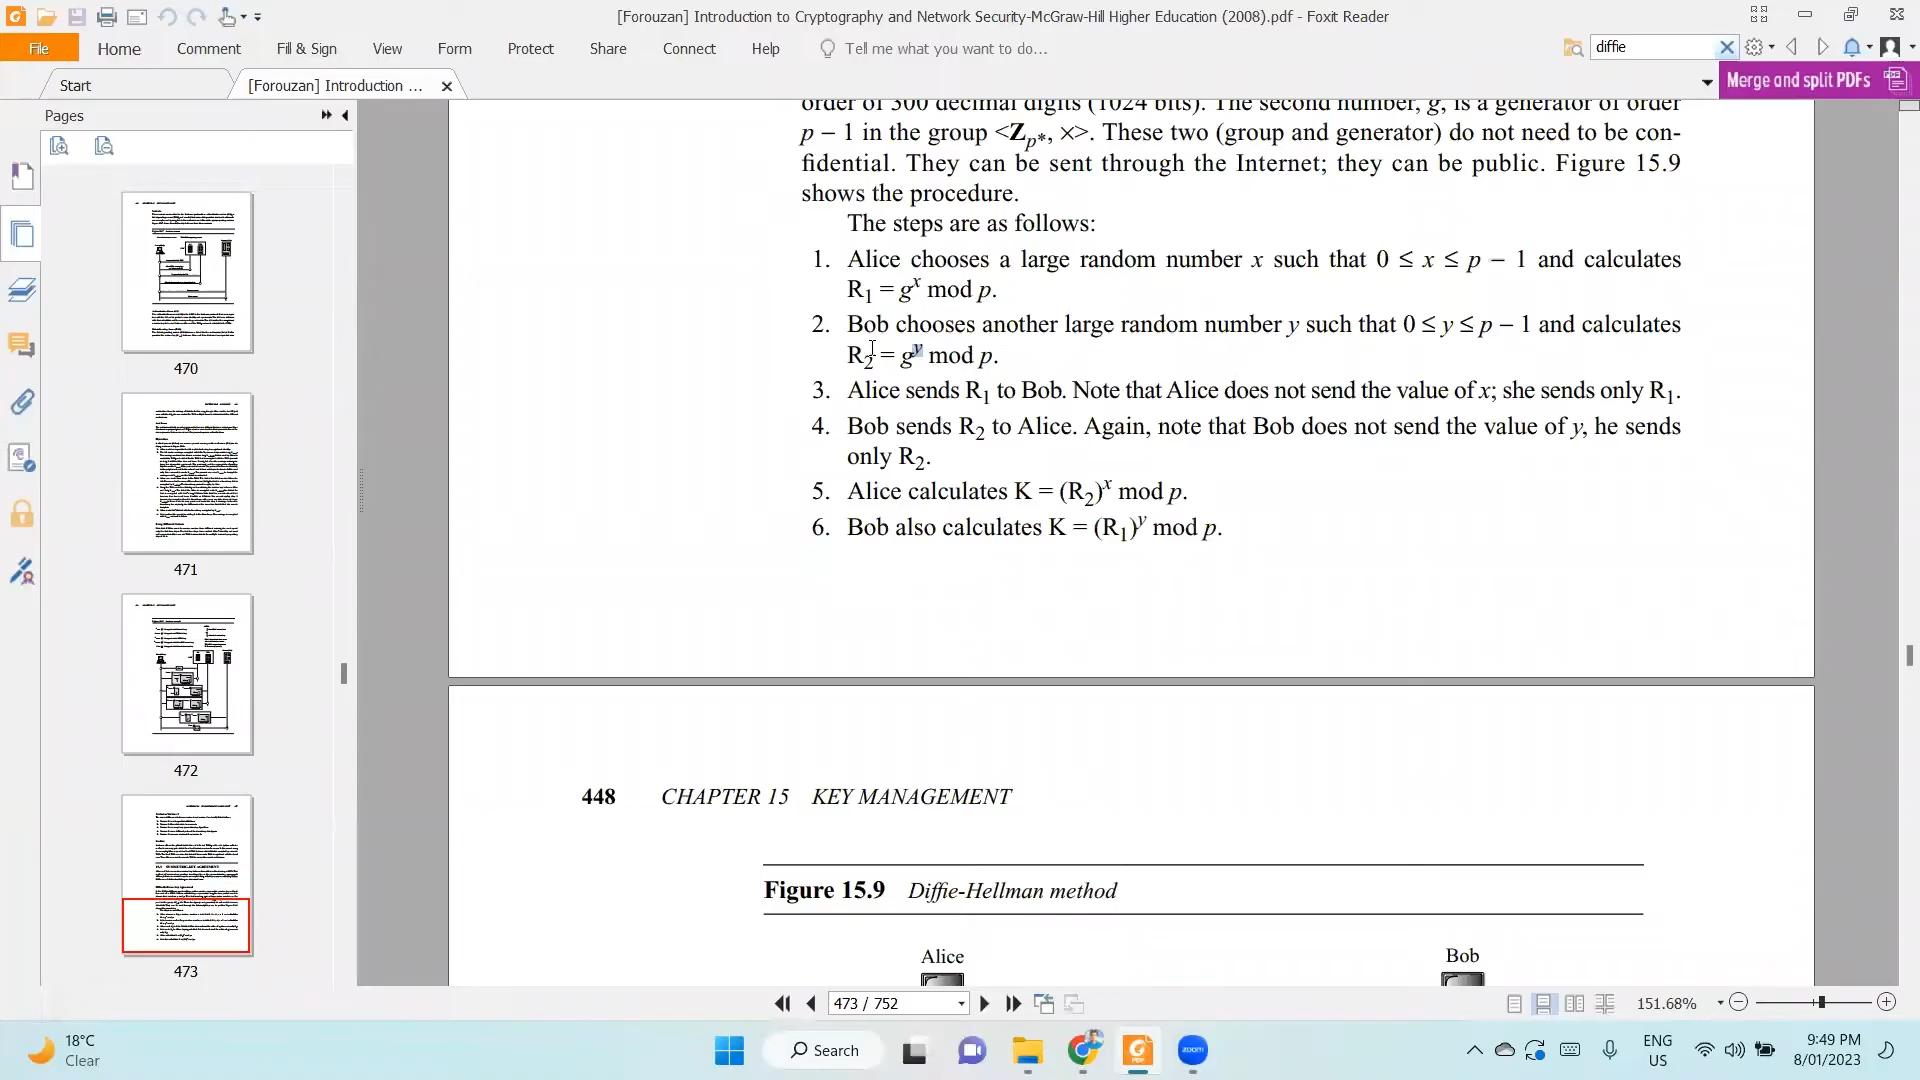 [Forouzan] Introduction to Cryptography and Network Security-McGraw-Hill Higher Education (2008).pdf - Foxit Reader
File Home Comment Fill & Sign View Form Protect Share Connect Help Tell me what you want to do... diffie
Start [Forouzan] Introduction ... Merge and split PDFs
Pages
order of 300 decimal digits (1024 bits). The second number, g, is a generator of order
p − 1 in the group <Zp*, ×>. These two (group and generator) do not need to be con-
fidential. They can be sent through the Internet; they can be public. Figure 15.9
shows the procedure.
The steps are as follows:
1. Alice chooses a large random number x such that 0 ≤ x ≤ p − 1 and calculates
R₁ = gˣ mod p.
2. Bob chooses another large random number y such that 0 ≤ y ≤ p − 1 and calculates
R₂ = gʸ mod p.
3. Alice sends R₁ to Bob. Note that Alice does not send the value of x; she sends only R₁.
4. Bob sends R₂ to Alice. Again, note that Bob does not send the value of y, he sends
only R₂.
5. Alice calculates K = (R₂)ˣ mod p.
6. Bob also calculates K = (R₁)ʸ mod p.
448 CHAPTER 15 KEY MANAGEMENT
Figure 15.9 Diffie-Hellman method
Alice Bob
470
471
472
473
473 / 752 151.68%
18°C
Clear
Search
zoom
ENG
US
9:49 PM
8/01/2023